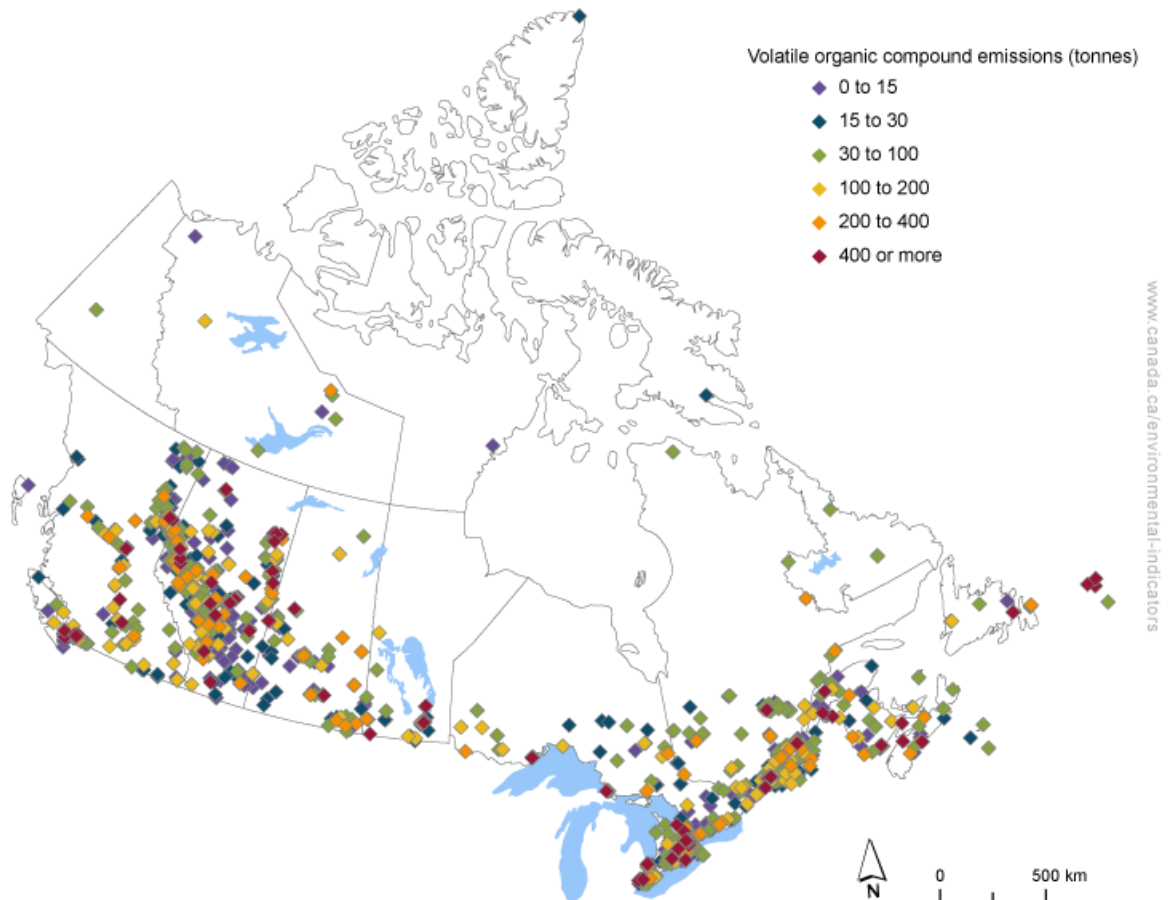 Volatile organic compound emissions (tonnes)
0 to 15
15 to 30
30 to 100
100 to 200
200 to 400
400 or more
www.canada.ca/environmental-indicators
N
0 500 km